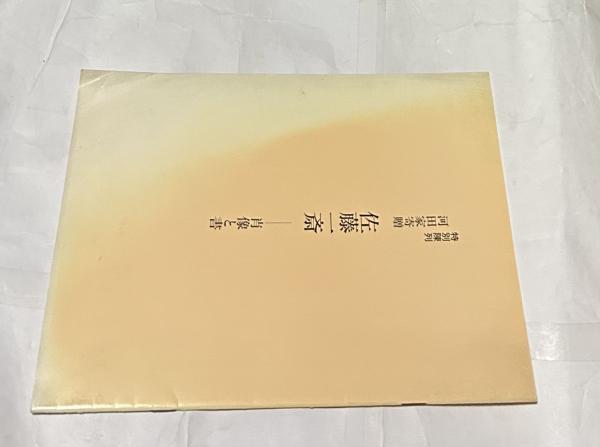 特別陳列
河田家寄贈
佐藤一斎
―肖像と書